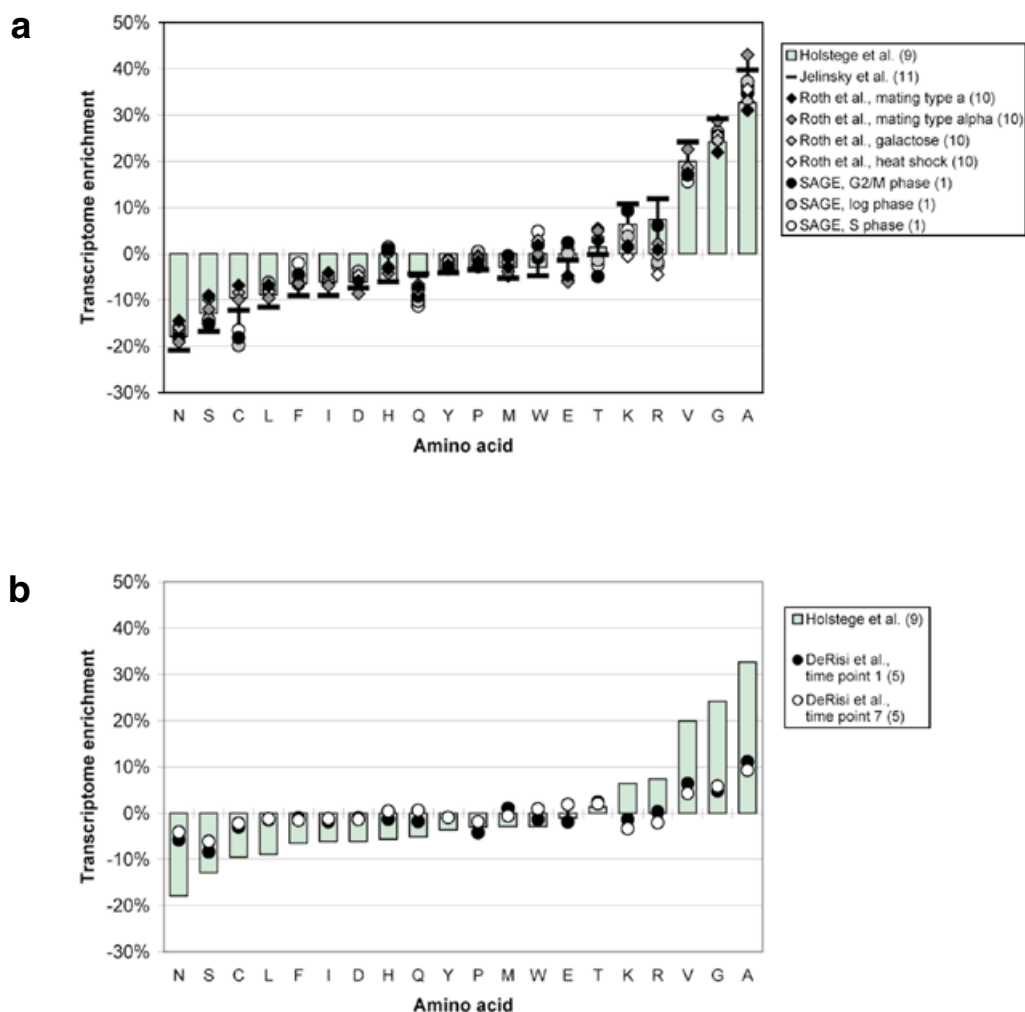 a
50%
40%
30%
20%
10%
0%
-10%
-20%
-30%
Transcriptome enrichment
N S C L F I D H Q Y P M W E T K R V G A
Amino acid
Holstege et al. (9)
Jelinsky et al. (11)
Roth et al., mating type a (10)
Roth et al., mating type alpha (10)
Roth et al., galactose (10)
Roth et al., heat shock (10)
SAGE, G2/M phase (1)
SAGE, log phase (1)
SAGE, S phase (1)
b
50%
40%
30%
20%
10%
0%
-10%
-20%
-30%
Transcriptome enrichment
N S C L F I D H Q Y P M W E T K R V G A
Amino acid
Holstege et al. (9)
DeRisi et al.,
time point 1 (5)
DeRisi et al.,
time point 7 (5)